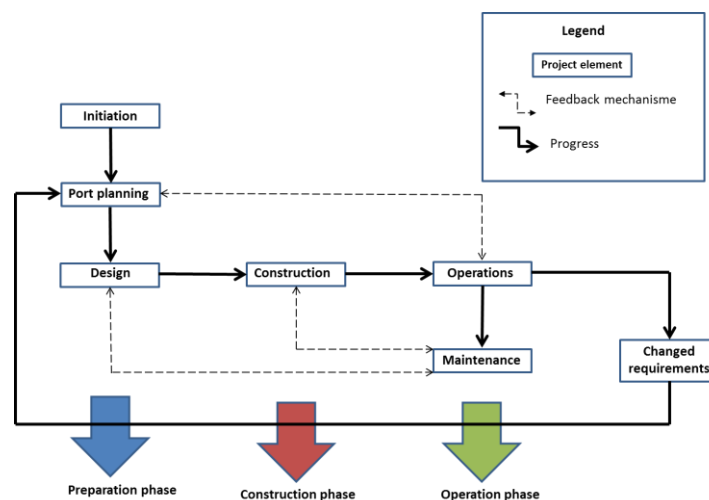 Legend
Project element
Feedback mechanisme
Progress
Initiation
Port planning
Design
Construction
Operations
Maintenance
Changed
requirements
Preparation phase
Construction phase
Operation phase